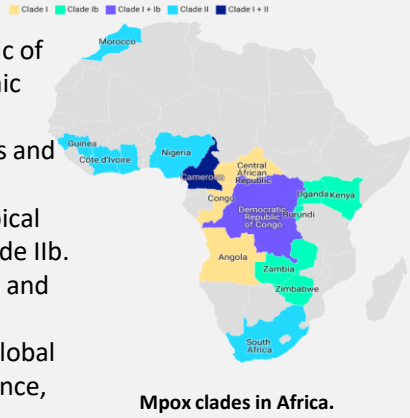 Clade I Clade Ib Clade I + Ib Clade II Clade I + II
ic of
nic
s and
pical
de IIb.
and
lobal
nce,
Morocco
Guinea
Côte d'Ivoire
Nigeria
Cameroon
Central
African
Republic
Congo
Democratic
Republic
of Congo
Uganda Kenya
Burundi
Angola
Zambia
Zimbabwe
South
Africa
Mpox clades in Africa.